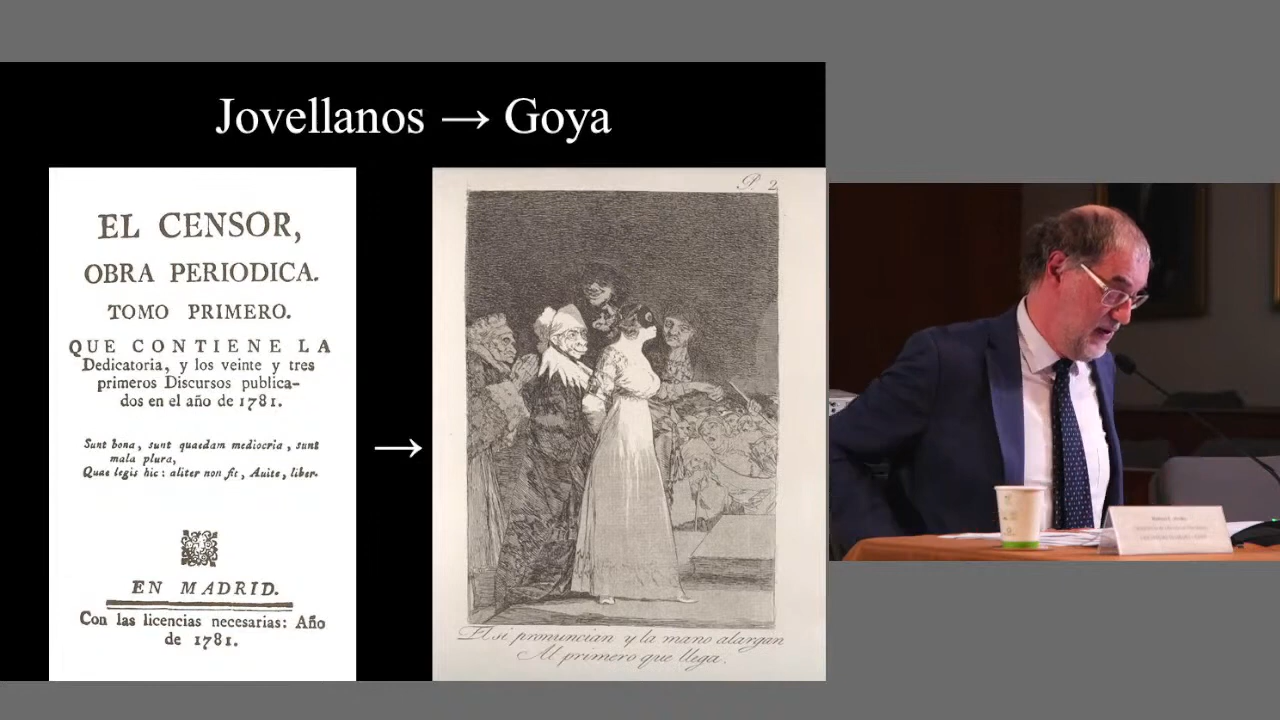 Jovellanos → Goya
EL CENSOR,
OBRA PERIODICA.
TOMO PRIMERO.
QUE CONTIENE LA
Dedicatoria, y los veinte y tres
primeros Discursos publica-
dos en el año de 1781.
Sunt bona, sunt quaedam mediocria, sunt
mala plura,
Quae legis hic: aliter non fit, Auite, liber.
EN MADRID.
Con las licencias necesarias: Año
de 1781.
→
P. 2
El si pronuncian y la mano alargan
Al primero que llega.